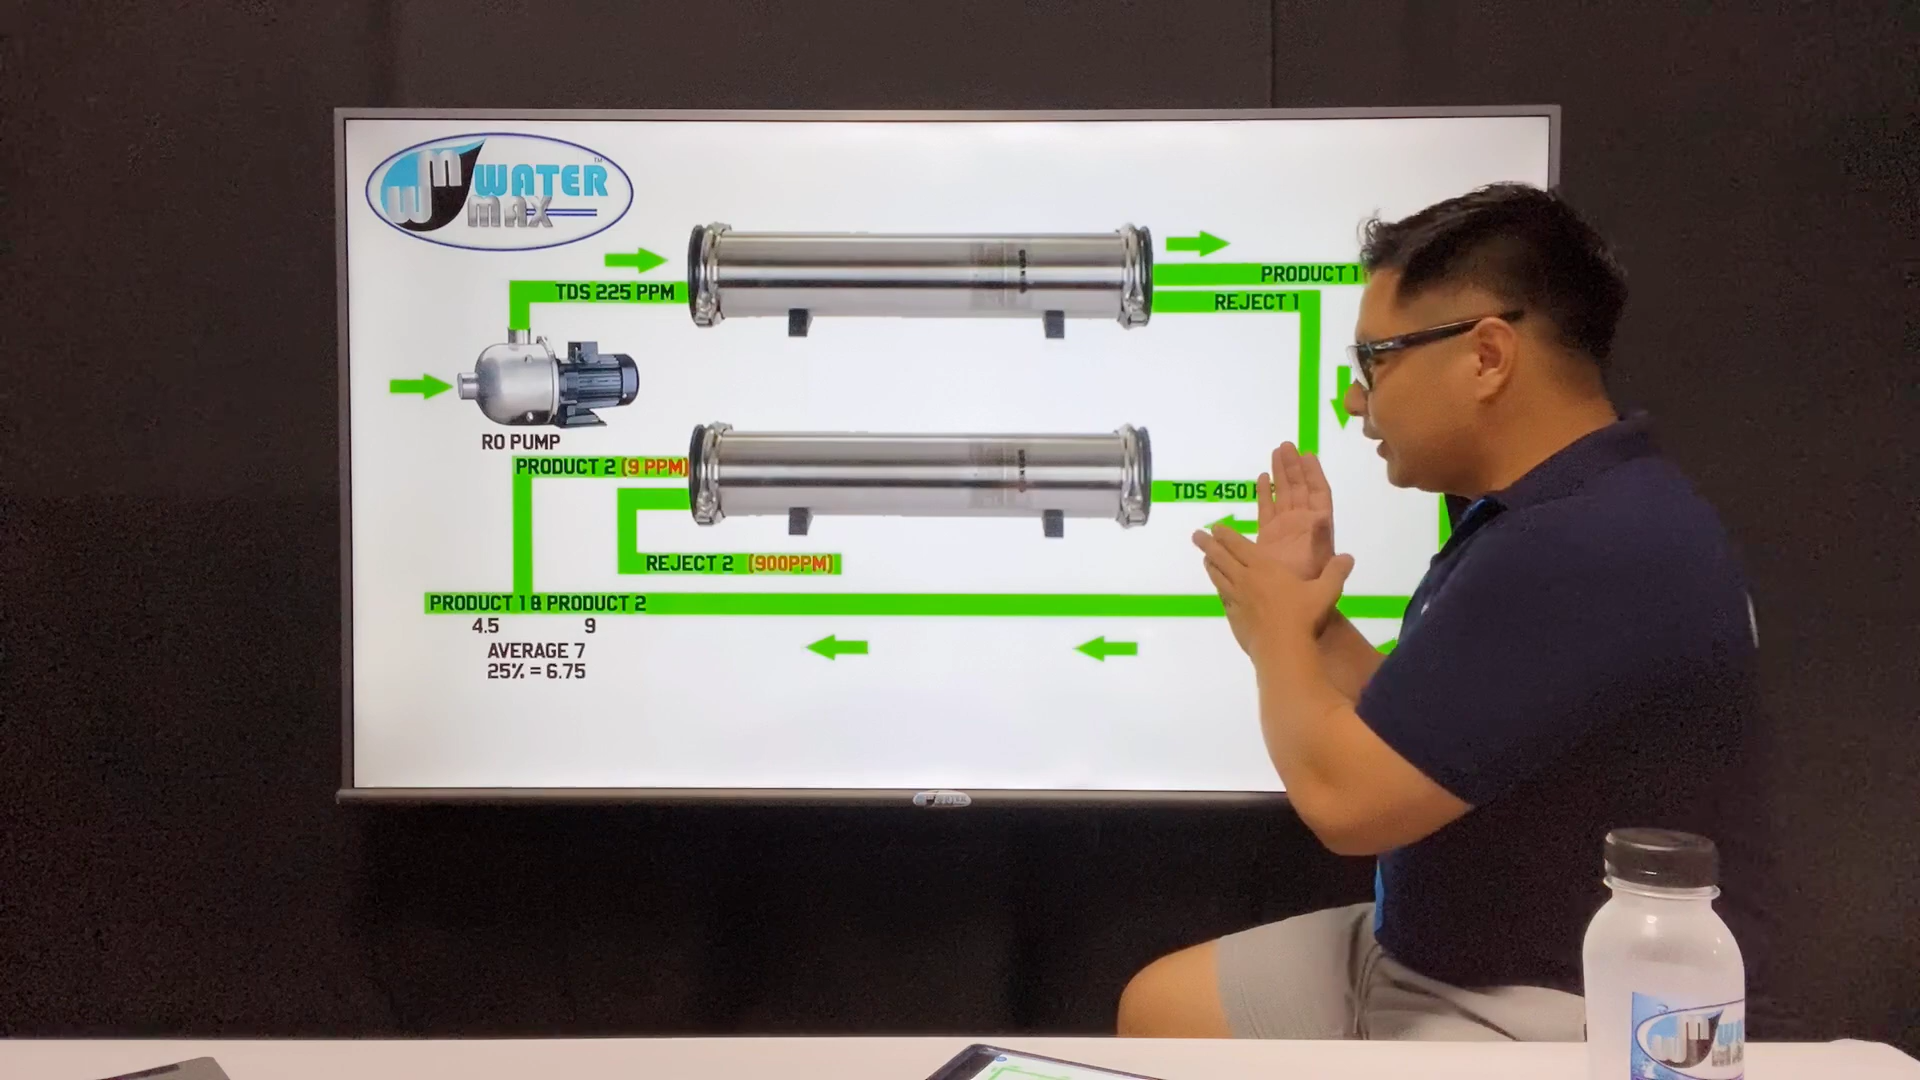 WATER
MAX
TM
TDS 225 PPM
PRODUCT 1
REJECT 1
RO PUMP
PRODUCT 2 (9 PPM)
TDS 450
REJECT 2 (900PPM)
PRODUCT 1 & PRODUCT 2
4.5 9
AVERAGE 7
25% = 6.75